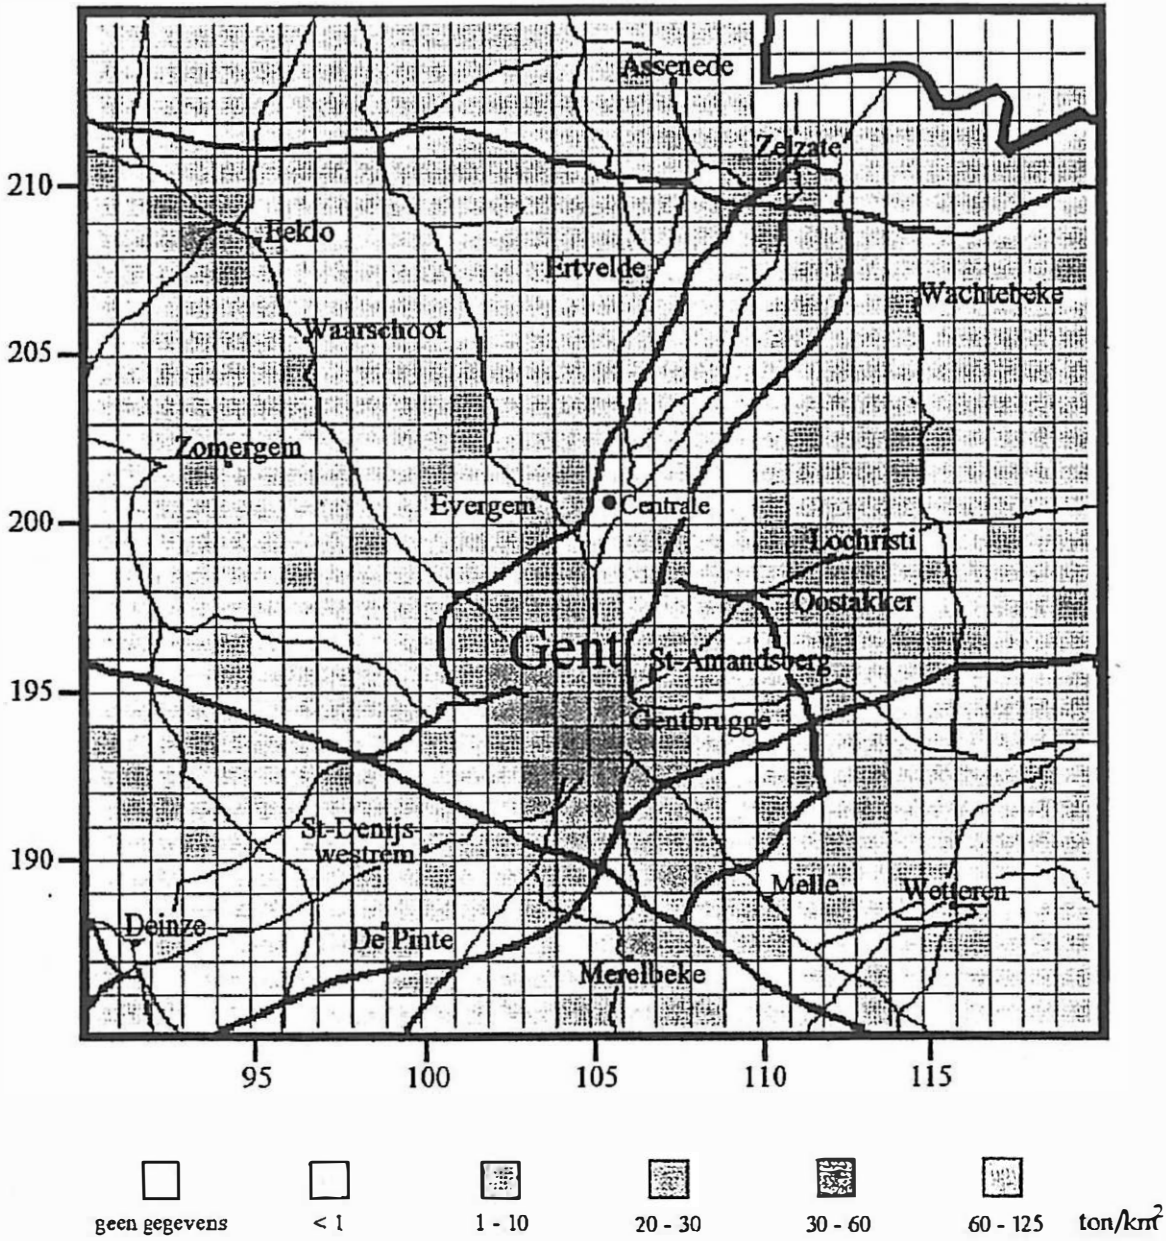 Assenede
Zelzate
210
Eeklo
Ertvelde
Wachtebeke
Waarschoot
205
Zomergem
Evergem
Centrale
200
Lochristi
Oostakker
Gent
St-Amandsberg
195
Gentbrugge
St-Denijs-
westrem
190
Melle
Wetteren
Deinze
De Pinte
Merelbeke
95 100 105 110 115
geen gegevens < 1 1 - 10 20 - 30 30 - 60 60 - 125 ton/km²